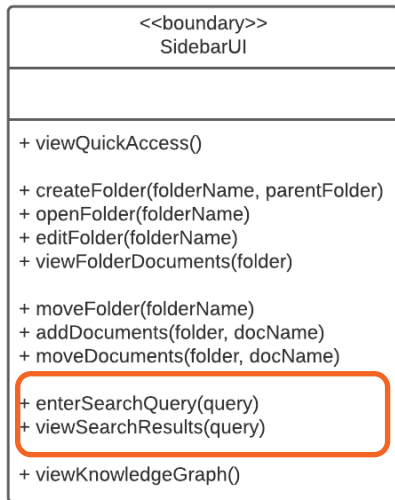 <<boundary>>
SidebarUI
+ viewQuickAccess()
+ createFolder(folderName, parentFolder)
+ openFolder(folderName)
+ editFolder(folderName)
+ viewFolderDocuments(folder)
+ moveFolder(folderName)
+ addDocuments(folder, docName)
+ moveDocuments(folder, docName)
+ enterSearchQuery(query)
+ viewSearchResults(query)
+ viewKnowledgeGraph()